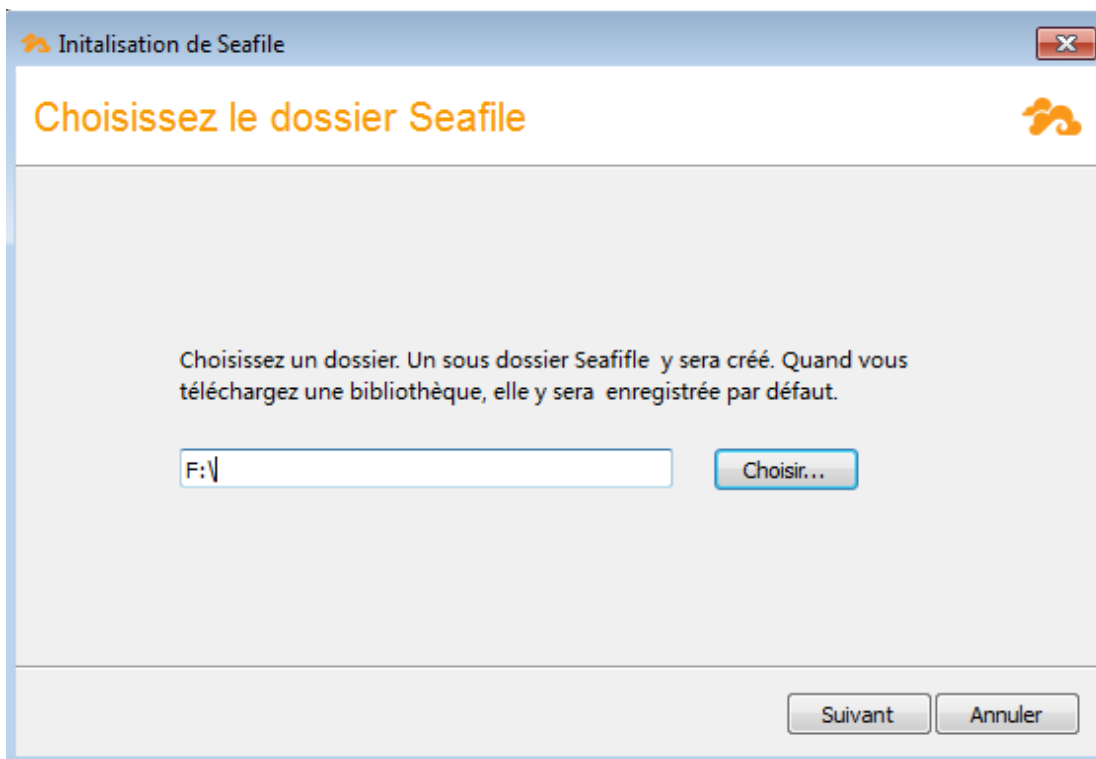 Initalisation de Seafile
Choisissez le dossier Seafile
Choisissez un dossier. Un sous dossier Seafifle  y sera créé. Quand vous
téléchargez une bibliothèque, elle y sera  enregistrée par défaut.
F:\
Choisir...
Suivant
Annuler